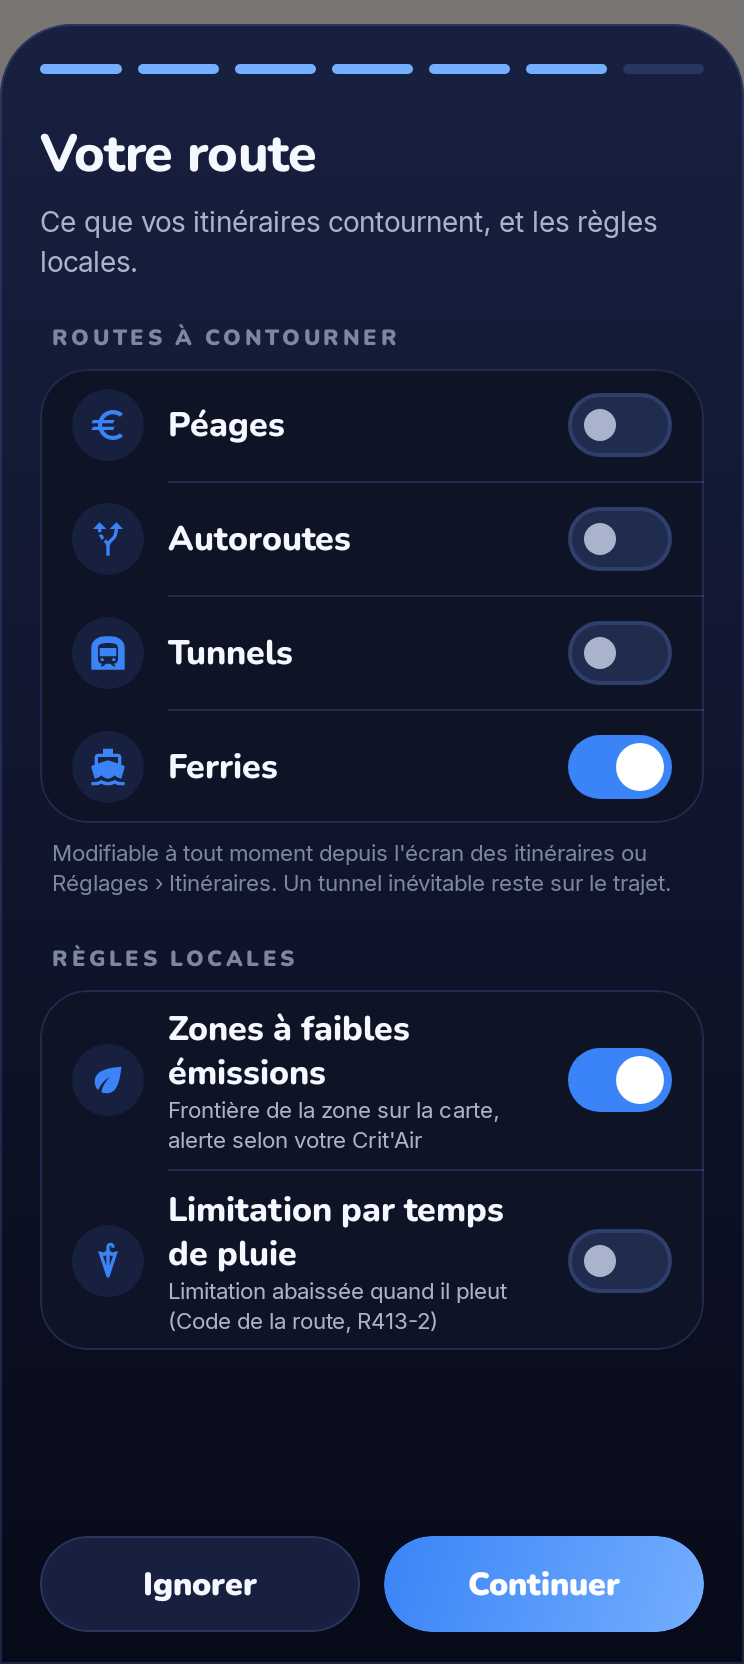 Votre route
Ce que vos itinéraires contournent, et les règles
locales.
ROUTES À CONTOURNER
Péages
Autoroutes
Tunnels
Ferries
Modifiable à tout moment depuis l'écran des itinéraires ou
Réglages › Itinéraires. Un tunnel inévitable reste sur le trajet.
RÈGLES LOCALES
Zones à faibles
émissions
Frontière de la zone sur la carte,
alerte selon votre Crit'Air
Limitation par temps
de pluie
Limitation abaissée quand il pleut
(Code de la route, R413-2)
Ignorer
Continuer